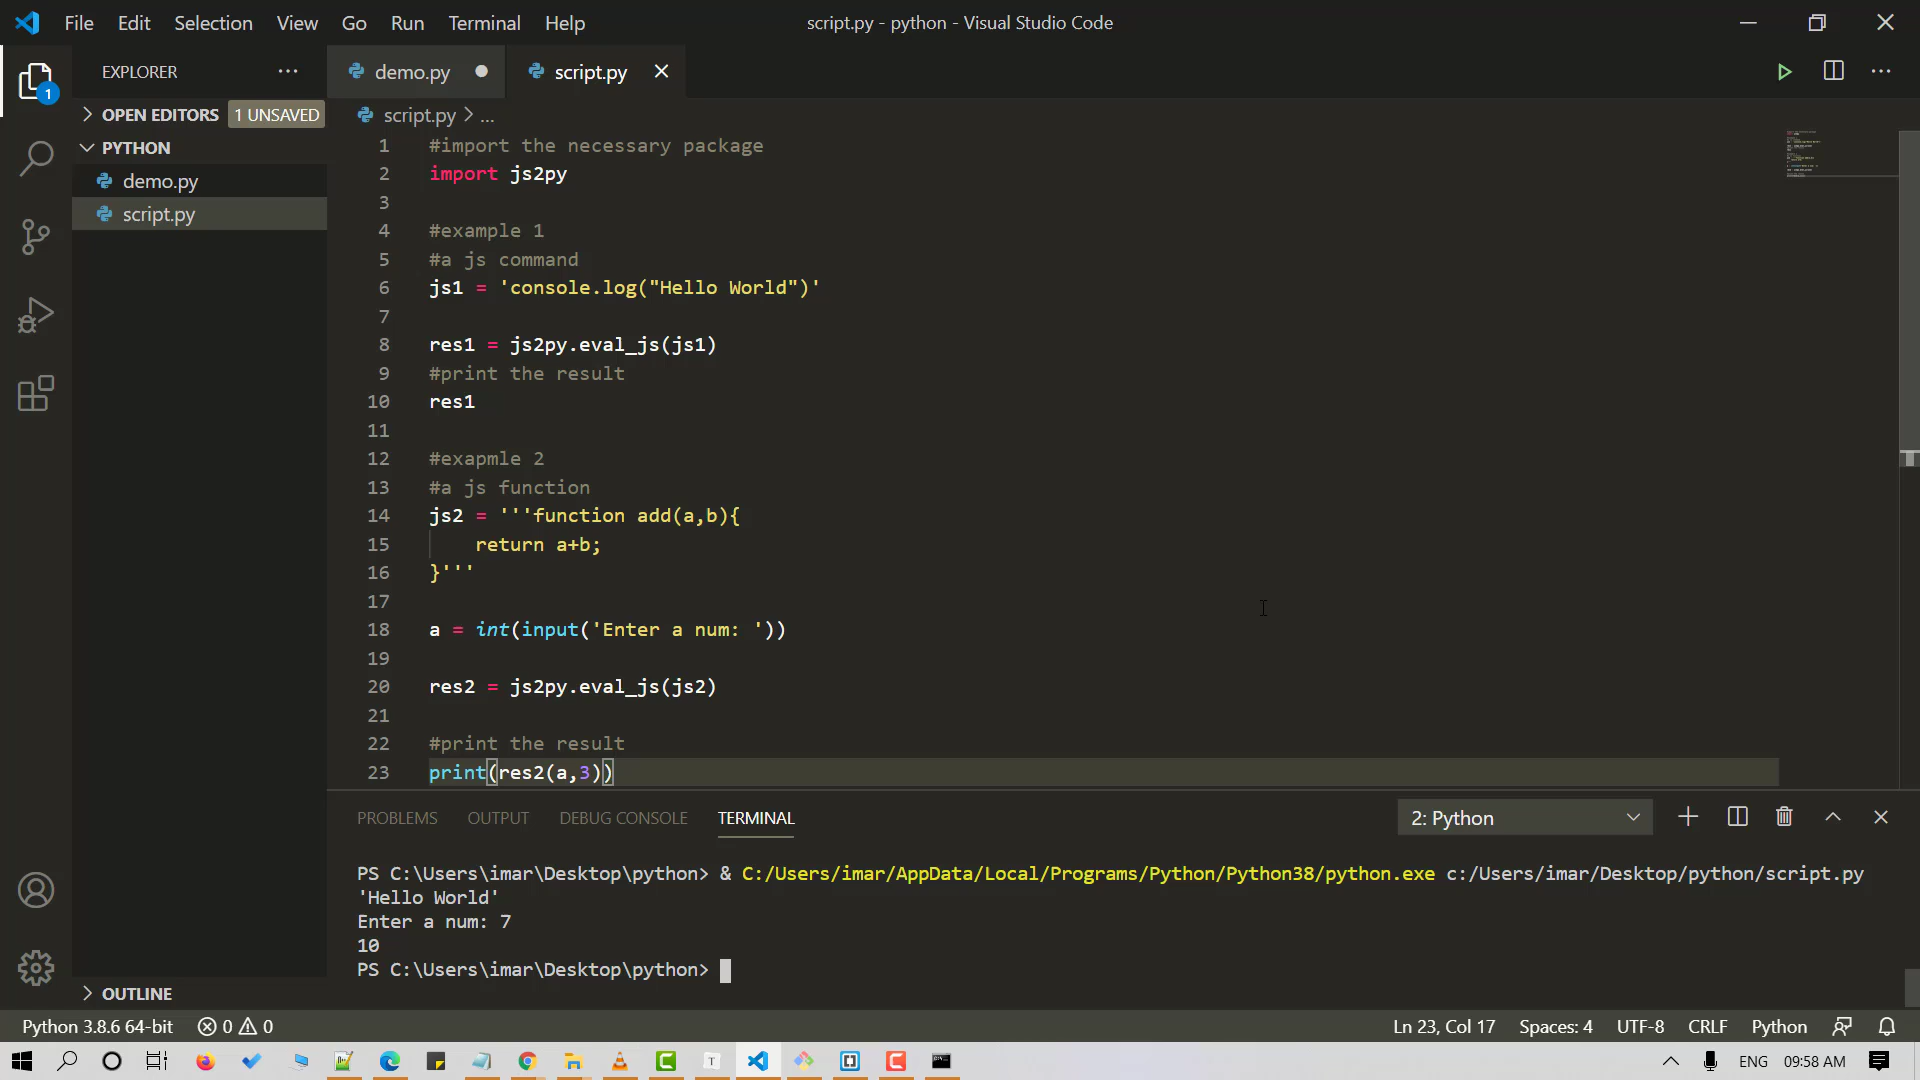 File Edit Selection View Go Run Terminal Help script.py - python - Visual Studio Code
EXPLORER
demo.py
script.py
1
OPEN EDITORS 1 UNSAVED
script.py > ...
PYTHON
demo.py
script.py
1 #import the necessary package
2 import js2py
3
4 #example 1
5 #a js command
6 js1 = 'console.log("Hello World")'
7
8 res1 = js2py.eval_js(js1)
9 #print the result
10 res1
11
12 #exapmle 2
13 #a js function
14 js2 = '''function add(a,b){
15 return a+b;
16 }'''
17
18 a = int(input('Enter a num: '))
19
20 res2 = js2py.eval_js(js2)
21
22 #print the result
23 print(res2(a,3))
PROBLEMS OUTPUT DEBUG CONSOLE TERMINAL 2: Python
PS C:\Users\imar\Desktop\python> & C:/Users/imar/AppData/Local/Programs/Python/Python38/python.exe c:/Users/imar/Desktop/python/script.py
'Hello World'
Enter a num: 7
10
PS C:\Users\imar\Desktop\python>
OUTLINE
Python 3.8.6 64-bit 0 0 Ln 23, Col 17 Spaces: 4 UTF-8 CRLF Python
ENG 09:58 AM